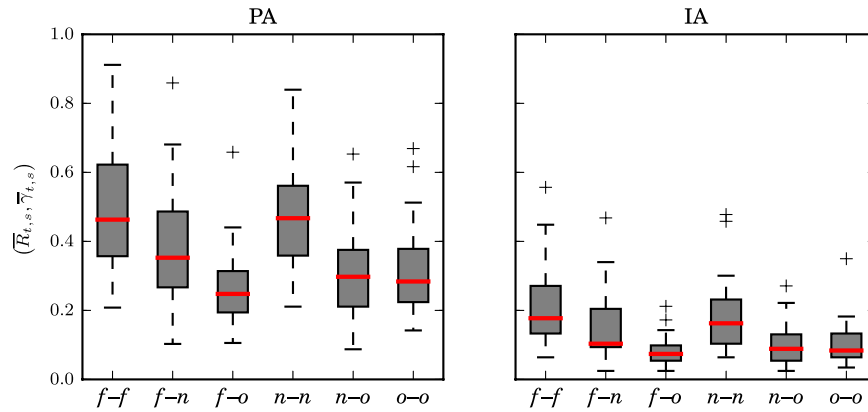 PA
IA
1.0
0.8
0.6
0.4
0.2
0.0
(R̅t,s, γ̅t,s)
f–f f–n f–o n–n n–o o–o
f–f f–n f–o n–n n–o o–o